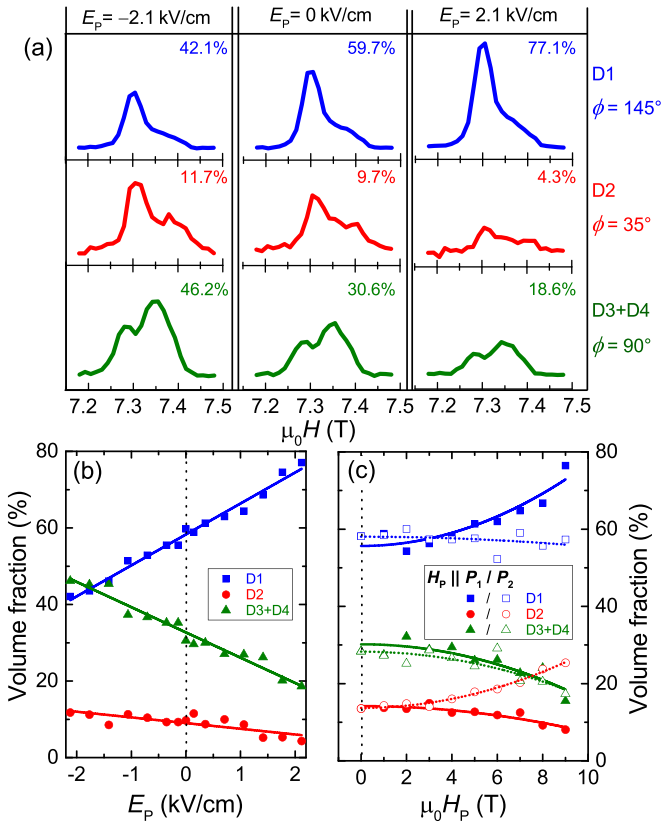 E_P = −2.1 kV/cm E_P = 0 kV/cm E_P = 2.1 kV/cm
(a)
42.1% 59.7% 77.1% D1
ϕ = 145°
11.7% 9.7% 4.3% D2
ϕ = 35°
46.2% 30.6% 18.6% D3+D4
ϕ = 90°
7.2 7.3 7.4 7.5 7.2 7.3 7.4 7.5 7.2 7.3 7.4 7.5
μ₀H (T)
(b)
Volume fraction (%)
80
60
40
20
0
D1
D2
D3+D4
-2 -1 0 1 2
E_P (kV/cm)
(c)
H_P || P₁ / P₂
/ D1
/ D2
/ D3+D4
80
60
40
20
0
Volume fraction (%)
0 2 4 6 8 10
μ₀H_P (T)